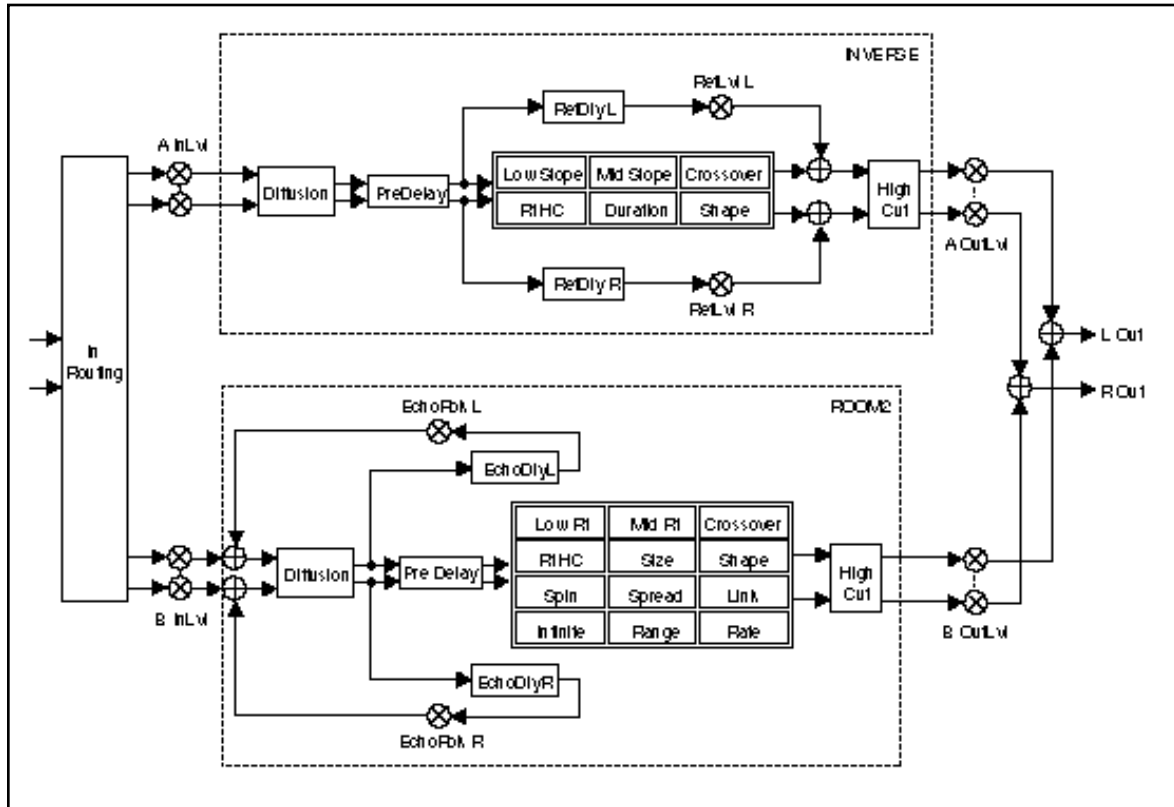 INVERSE
RefDlyL
RefLvl L
A InLvl
Diffusion
PreDelay
Low Slope
Mid Slope
Crossover
RtHC
Duration
Shape
High
Cut
A OutLvl
RefDly R
RefLvl R
In
Routing
L Out
R Out
ROOM2
EchoFbk L
EchoDlyL
B InLvl
Diffusion
Pre Delay
Low Rt
Mid Rt
Crossover
RtHC
Size
Shape
Spin
Spread
Link
Infinite
Range
Rate
High
Cut
B OutLvl
EchoDlyR
EchoFbk R